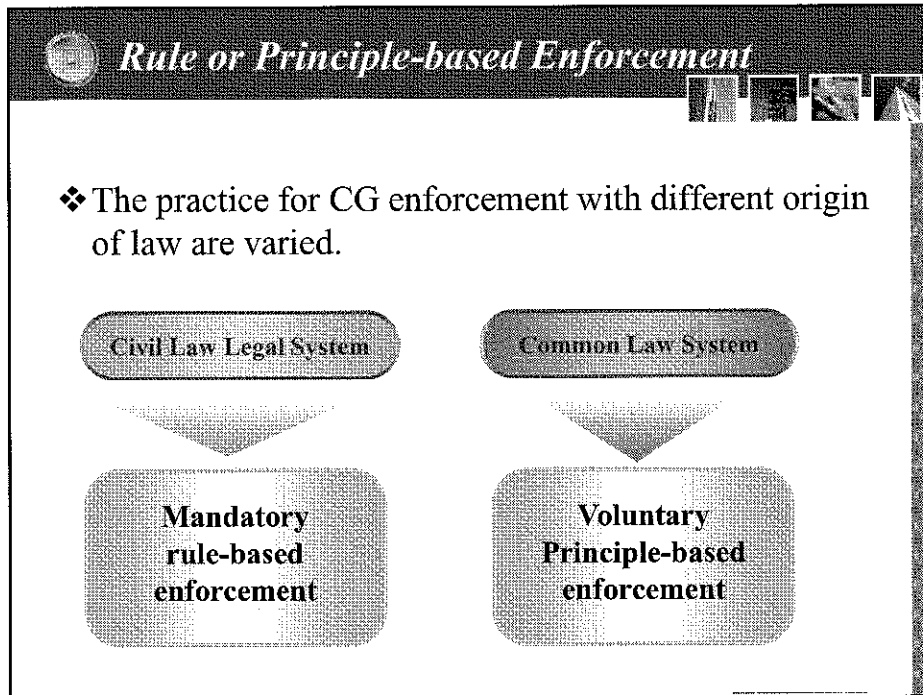 Rule or Principle-based Enforcement
❖ The practice for CG enforcement with different origin
of law are varied.
Civil Law Legal System
Common Law System
Mandatory
rule-based
enforcement
Voluntary
Principle-based
enforcement